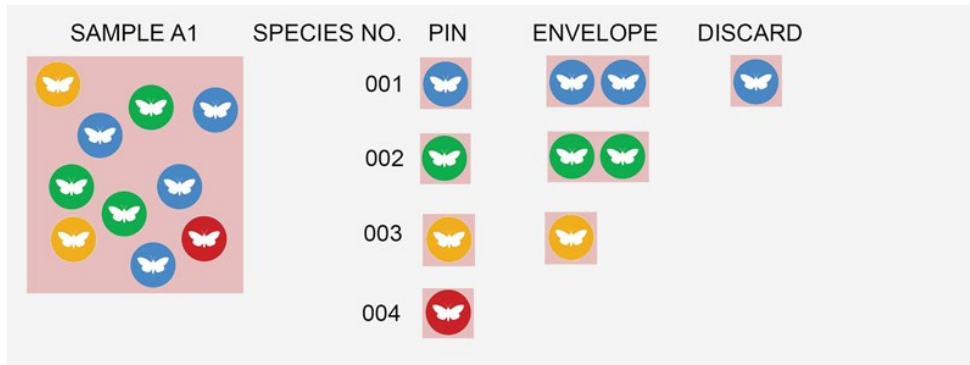 SAMPLE A1 SPECIES NO. PIN ENVELOPE DISCARD
001
002
003
004